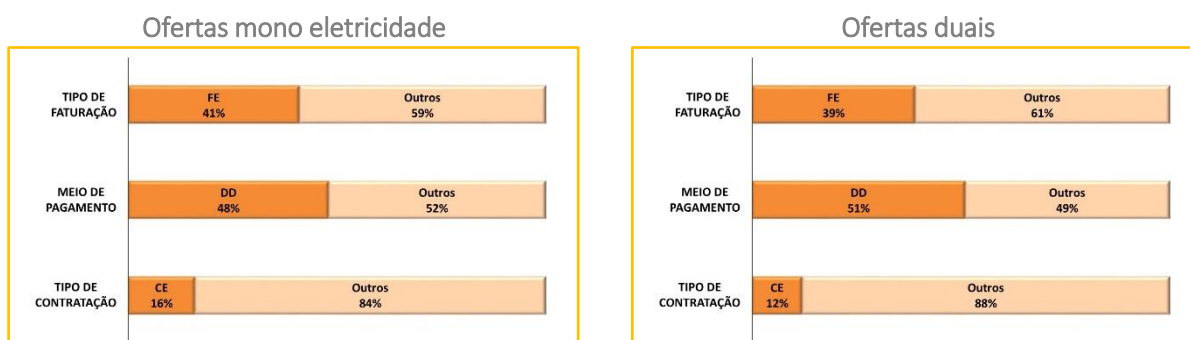 Ofertas mono eletricidade
TIPO DE
FATURAÇÃO
FE
41%
Outros
59%
MEIO DE
PAGAMENTO
DD
48%
Outros
52%
TIPO DE
CONTRATAÇÃO
CE
16%
Outros
84%
Ofertas duais
TIPO DE
FATURAÇÃO
FE
39%
Outros
61%
MEIO DE
PAGAMENTO
DD
51%
Outros
49%
TIPO DE
CONTRATAÇÃO
CE
12%
Outros
88%